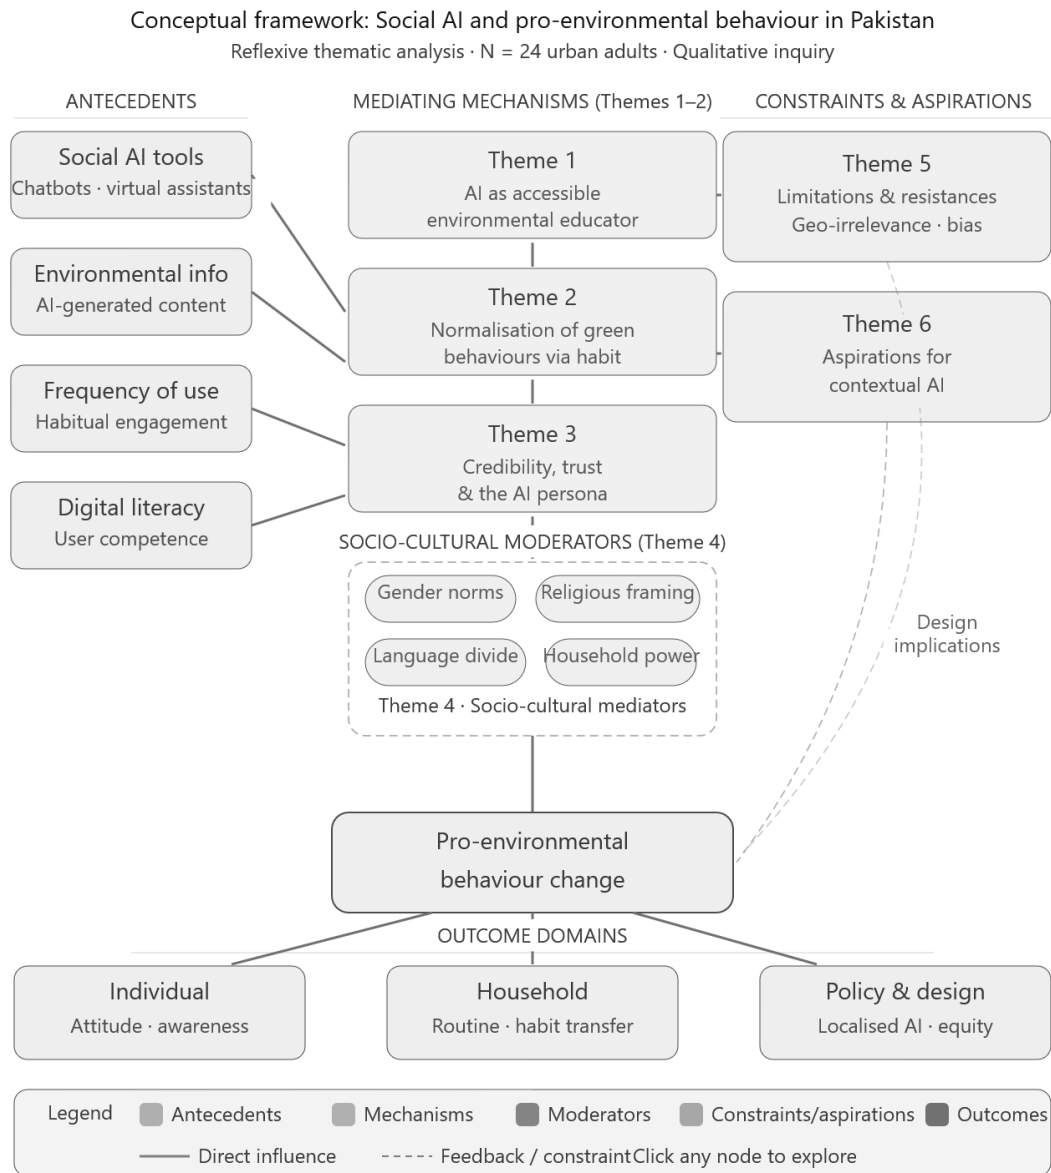 Conceptual framework: Social AI and pro-environmental behaviour in Pakistan
Reflexive thematic analysis · N = 24 urban adults · Qualitative inquiry
ANTECEDENTS
Social AI tools
Chatbots · virtual assistants
Environmental info
AI-generated content
Frequency of use
Habitual engagement
Digital literacy
User competence
MEDIATING MECHANISMS (Themes 1–2)
Theme 1
AI as accessible
environmental educator
Theme 2
Normalisation of green
behaviours via habit
Theme 3
Credibility, trust
& the AI persona
CONSTRAINTS & ASPIRATIONS
Theme 5
Limitations & resistances
Geo-irrelevance · bias
Theme 6
Aspirations for
contextual AI
SOCIO-CULTURAL MODERATORS (Theme 4)
Gender norms
Religious framing
Language divide
Household power
Theme 4 · Socio-cultural mediators
Design
implications
Pro-environmental
behaviour change
OUTCOME DOMAINS
Individual
Attitude · awareness
Household
Routine · habit transfer
Policy & design
Localised AI · equity
Legend
Antecedents
Mechanisms
Moderators
Constraints/aspirations
Outcomes
Direct influence
Feedback / constraint
Click any node to explore